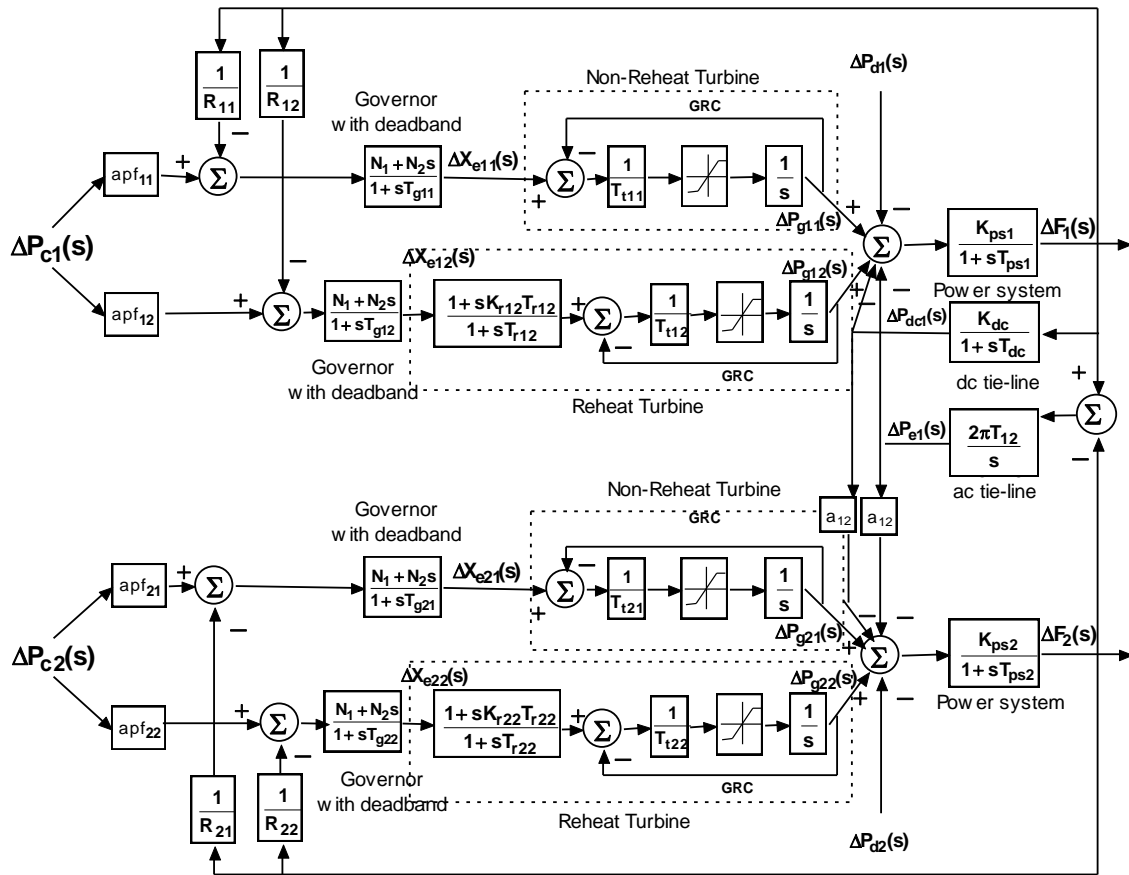 1
R11
1
R12
Governor
with deadband
Non-Reheat Turbine
GRC
ΔPd1(s)
apf11
+
−
Σ
N1 + N2s
1 + sTg11
ΔXe11(s)
−
+
Σ
1
Tt11
1
s
ΔPg11(s)
+
−
Σ
Kps1
1 + sTps1
ΔF1(s)
Power system
ΔPc1(s)
apf12
+
−
Σ
N1 + N2s
1 + sTg12
Governor
with deadband
ΔXe12(s)
1 + sKr12Tr12
1 + sTr12
+
−
Σ
1
Tt12
1
s
ΔPg12(s)
+
−
−
GRC
Reheat Turbine
ΔPdc1(s)
Kdc
1 + sTdc
dc tie-line
+
Σ
−
ΔPe1(s)
2πT12
s
ac tie-line
a12
a12
Governor
with deadband
Non-Reheat Turbine
GRC
apf21
+
−
Σ
N1 + N2s
1 + sTg21
ΔXe21(s)
−
+
Σ
1
Tt21
1
s
ΔPg21(s)
−
−
+
Σ
Kps2
1 + sTps2
ΔF2(s)
Power system
ΔPc2(s)
apf22
+
−
Σ
N1 + N2s
1 + sTg22
Governor
with deadband
ΔXe22(s)
1 + sKr22Tr22
1 + sTr22
+
−
Σ
1
Tt22
1
s
ΔPg22(s)
+
−
GRC
Reheat Turbine
1
R21
1
R22
ΔPd2(s)